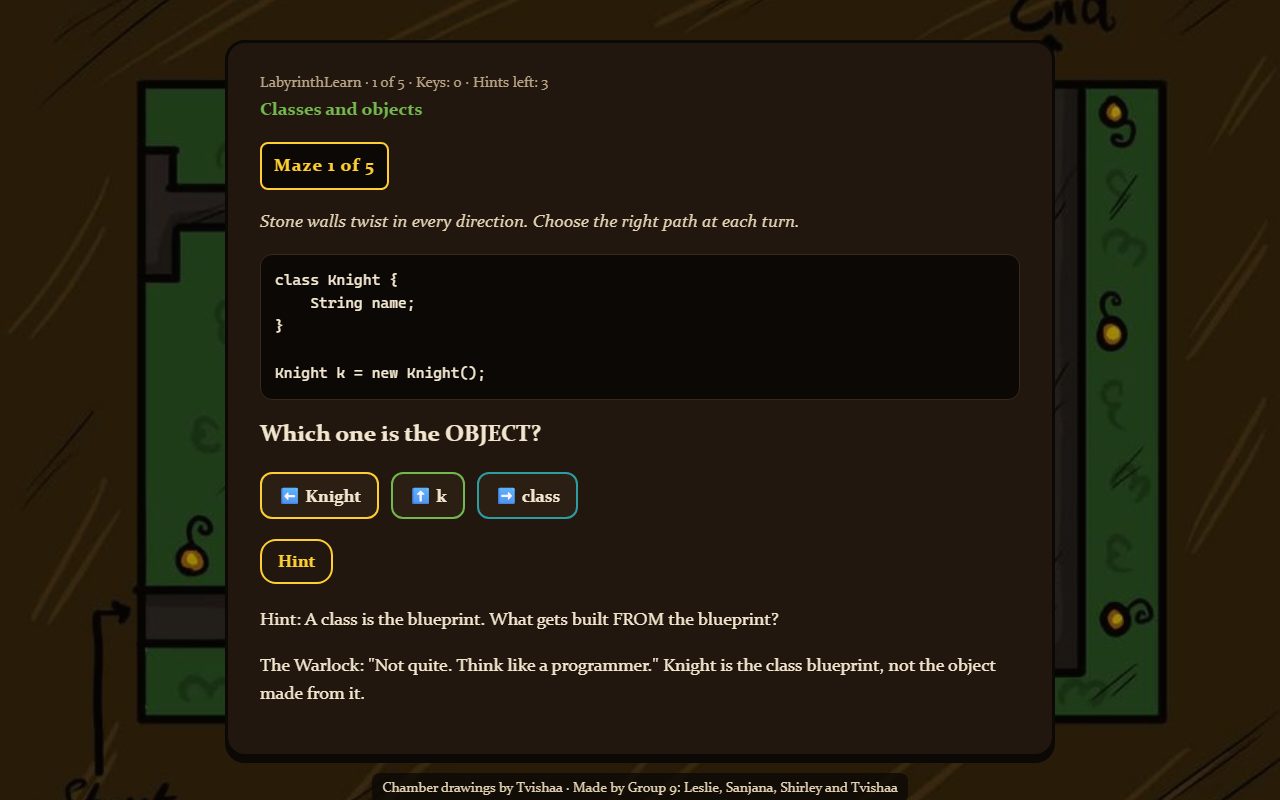 End
LabyrinthLearn · 1 of 5 · Keys: 0 · Hints left: 3
Classes and objects
Maze 1 of 5
Stone walls twist in every direction. Choose the right path at each turn.
class Knight {
    String name;
}
Knight k = new Knight();
Which one is the OBJECT?
⬅️ Knight ⬆️ k ➡️ class
Hint
Hint: A class is the blueprint. What gets built FROM the blueprint?
The Warlock: "Not quite. Think like a programmer." Knight is the class blueprint, not the object
made from it.
Chamber drawings by Tvishaa · Made by Group 9: Leslie, Sanjana, Shirley and Tvishaa